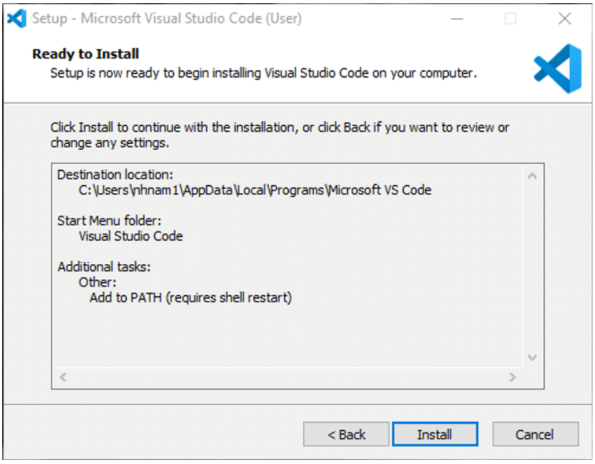 Setup - Microsoft Visual Studio Code (User)
Ready to Install
Setup is now ready to begin installing Visual Studio Code on your computer.
Click Install to continue with the installation, or click Back if you want to review or
change any settings.
Destination location:
C:\Users\nhnam1\AppData\Local\Programs\Microsoft VS Code
Start Menu folder:
Visual Studio Code
Additional tasks:
Other:
Add to PATH (requires shell restart)
< Back
Install
Cancel